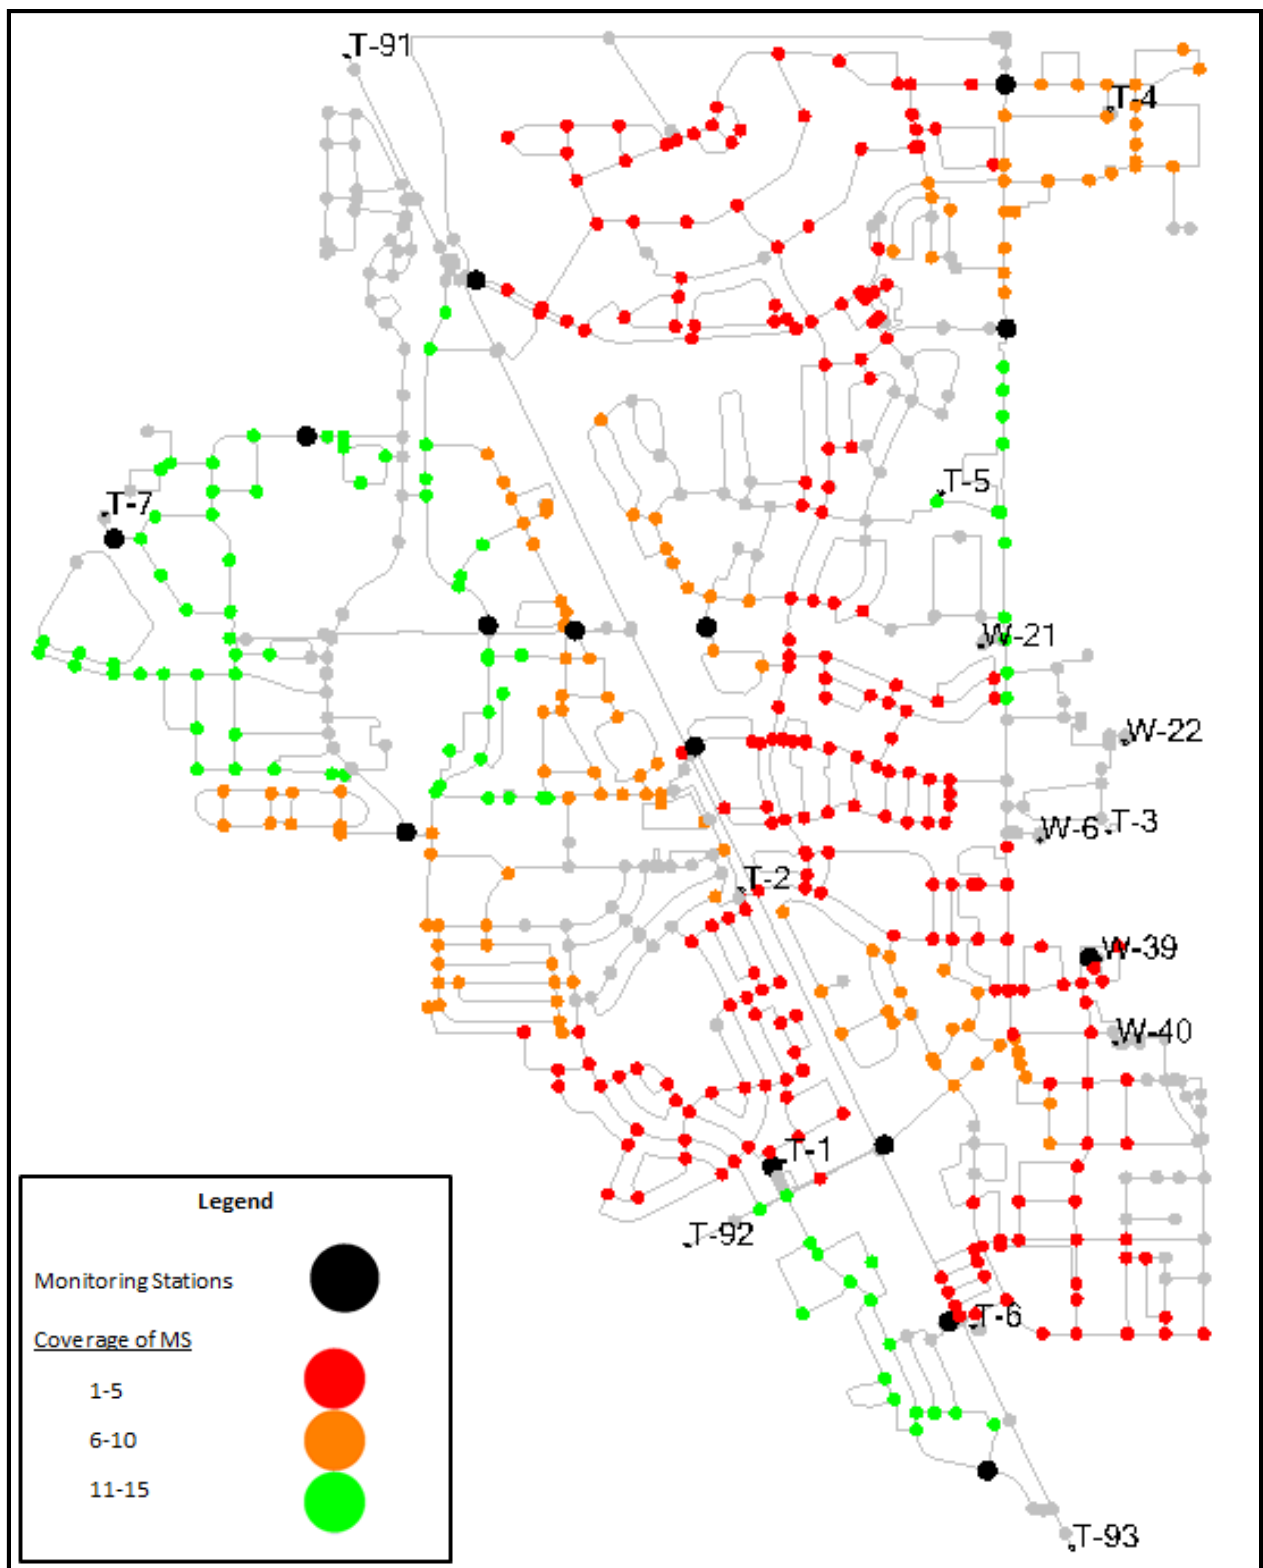 T-91
T-4
T-5
T-7
W-21
W-22
W-6
T-3
T-2
W-39
W-40
T-1
T-92
T-6
T-93
Legend
Monitoring Stations
Coverage of MS
1-5
6-10
11-15